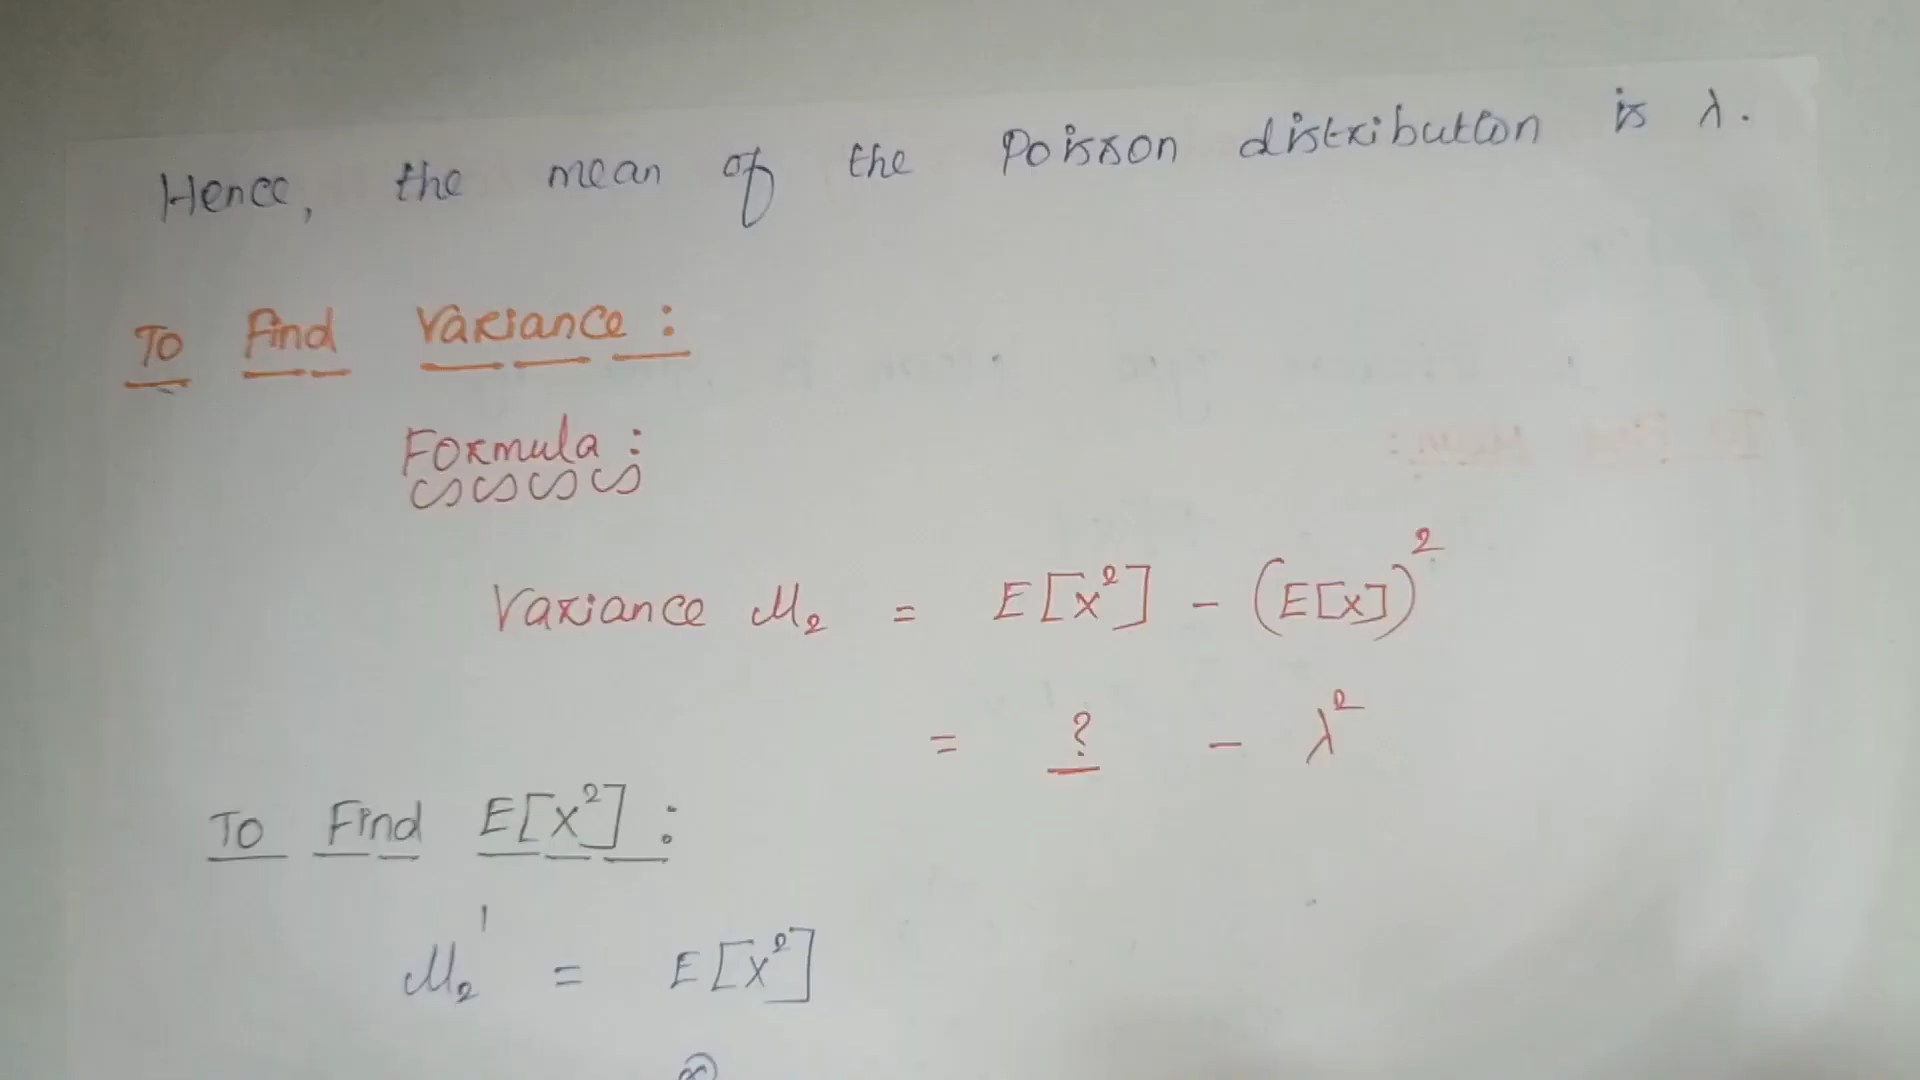 Hence, the mean of the Poisson distribution is λ.
To Find Variance :
Formula :
Variance μ₂ = E[x²] - (E[x])²
= ? - λ²
To Find E[x²] :
μ₂' = E[x²]
∞